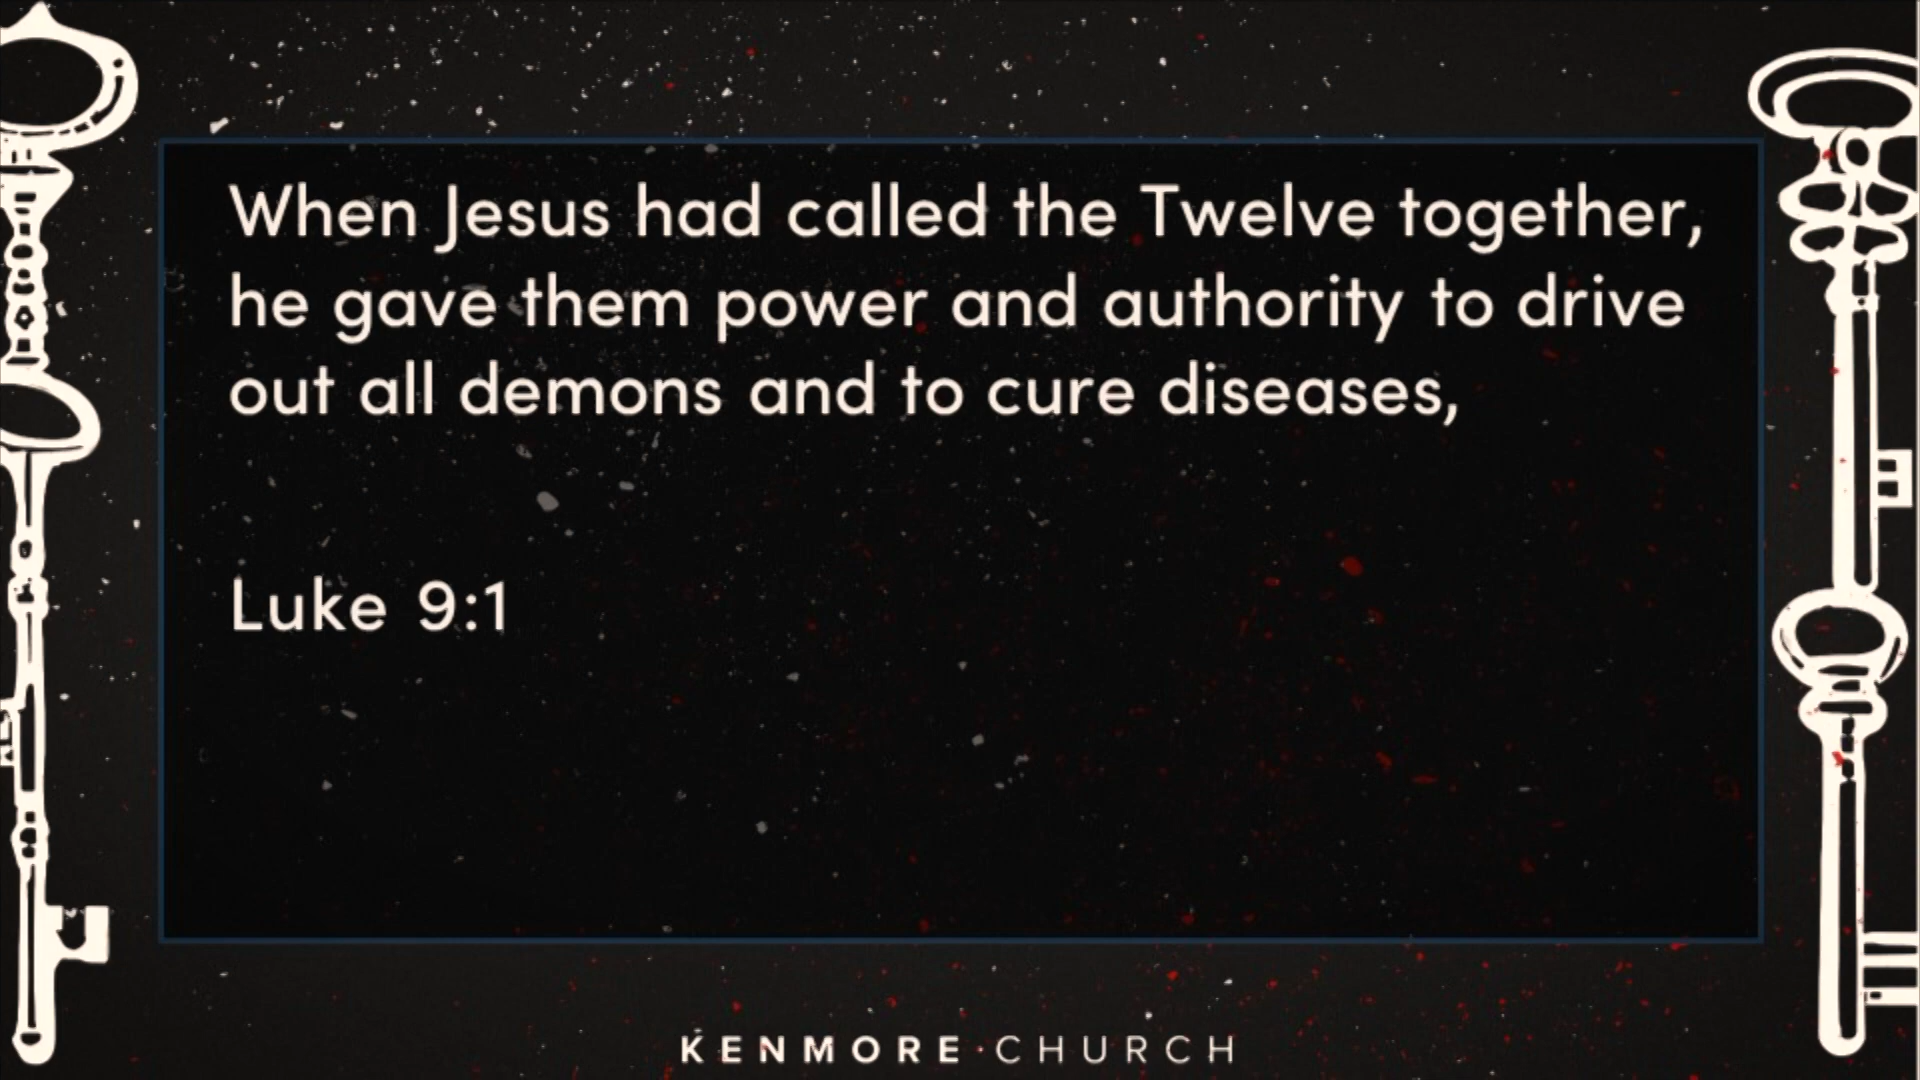 When Jesus had called the Twelve together,
he gave them power and authority to drive
out all demons and to cure diseases,
Luke 9:1
KENMORE·CHURCH